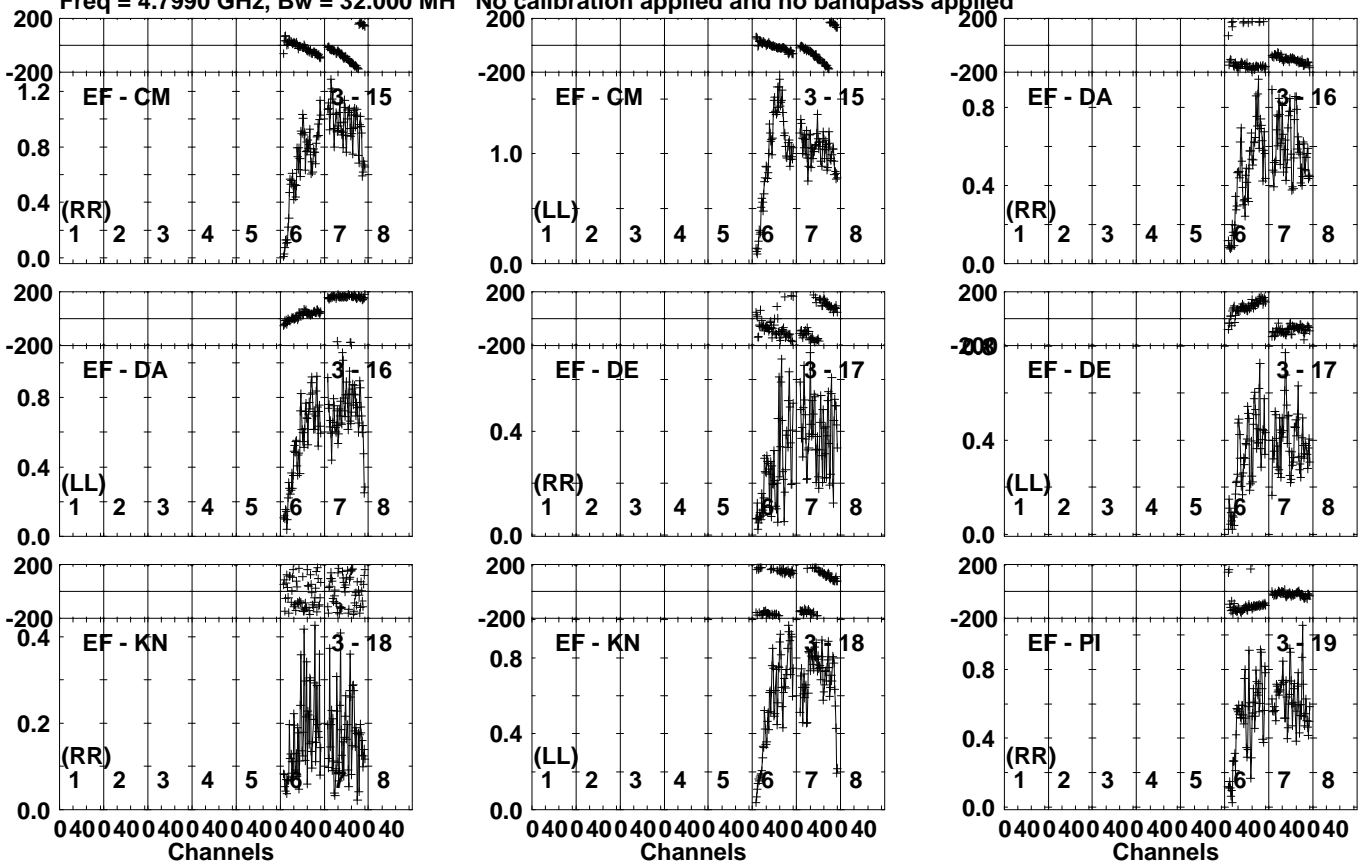 Freq = 4.7990 GHz, Bw = 32.000 MH No calibration applied and no bandpass applied
200 200 200
-200 -200 -200
1.2 EF - CM 3 - 15 EF - CM 3 - 15 EF - DA 3 - 16
0.8 1.0 0.8
0.4 0.4
(RR) (LL) (RR)
1 2 3 4 5 6 7 8 1 2 3 4 5 6 7 8 1 2 3 4 5 6 7 8
0.0 0.0 0.0
200 200 200
-200 -200 -200 0.8
EF - DA 3 - 16 EF - DE 3 - 17 EF - DE 3 - 17
0.8
0.4 0.4 0.4
(LL) (RR) (LL)
1 2 3 4 5 6 7 8 1 2 3 4 5 6 7 8 1 2 3 4 5 6 7 8
0.0 0.0 0.0
200 200 200
-200 -200 -200
0.4 EF - KN 3 - 18 EF - KN 3 - 18 EF - PI 3 - 19
0.8 0.8
0.2 0.4 0.4
(RR) (LL) (RR)
1 2 3 4 5 6 7 8 1 2 3 4 5 6 7 8 1 2 3 4 5 6 7 8
0.0 0.0 0.0
0 40 0 40 0 40 0 40 0 40 0 40 0 40 0 40 0 40 0 40 0 40 0 40 0 40 0 40 0 40 0 40 0 40 0 40 0 40 0 40 0 40 0 40 0 40 0 40
Channels Channels Channels